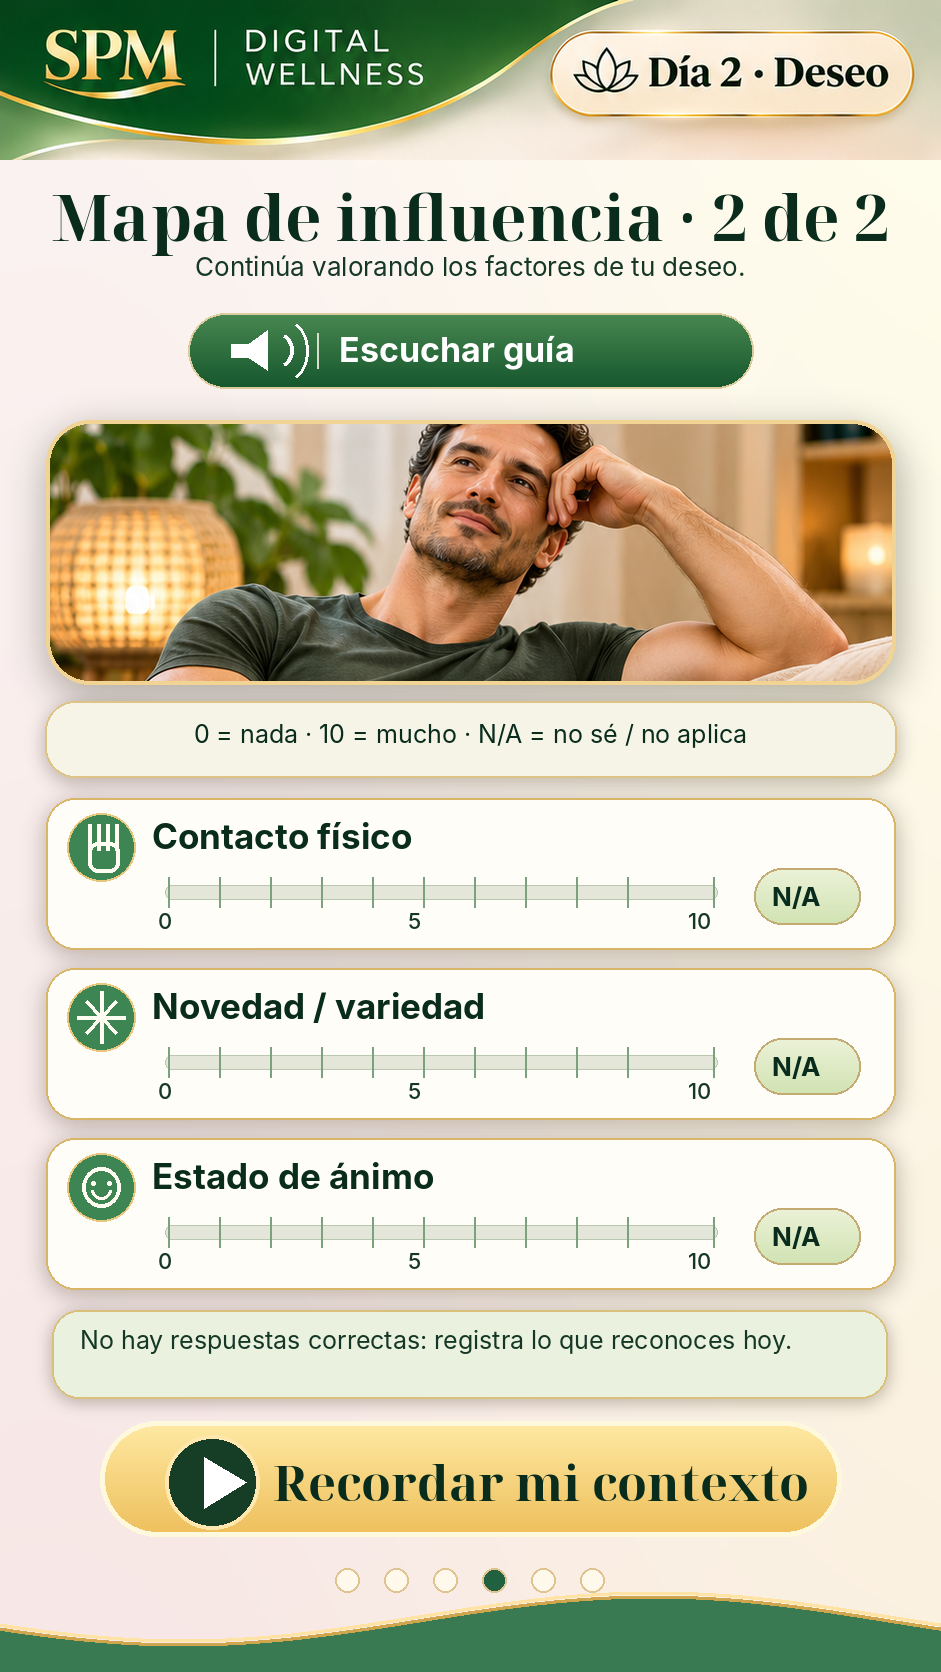 SPM
DIGITAL
WELLNESS
Día 2 · Deseo
Mapa de influencia · 2 de 2
Continúa valorando los factores de tu deseo.
Escuchar guía
0 = nada · 10 = mucho · N/A = no sé / no aplica
Contacto físico
0 5 10
N/A
Novedad / variedad
0 5 10
N/A
Estado de ánimo
0 5 10
N/A
No hay respuestas correctas: registra lo que reconoces hoy.
Recordar mi contexto